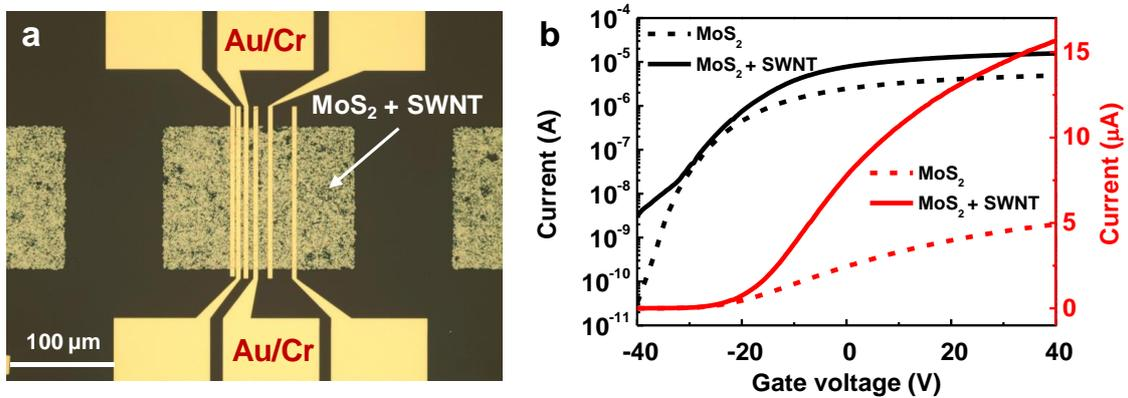 a
Au/Cr
MoS₂ + SWNT
Au/Cr
100 µm
b
10⁻⁴
10⁻⁵
10⁻⁶
10⁻⁷
10⁻⁸
10⁻⁹
10⁻¹⁰
10⁻¹¹
Current (A)
MoS₂
MoS₂ + SWNT
MoS₂
MoS₂ + SWNT
15
10
5
0
Current (µA)
-40 -20 0 20 40
Gate voltage (V)